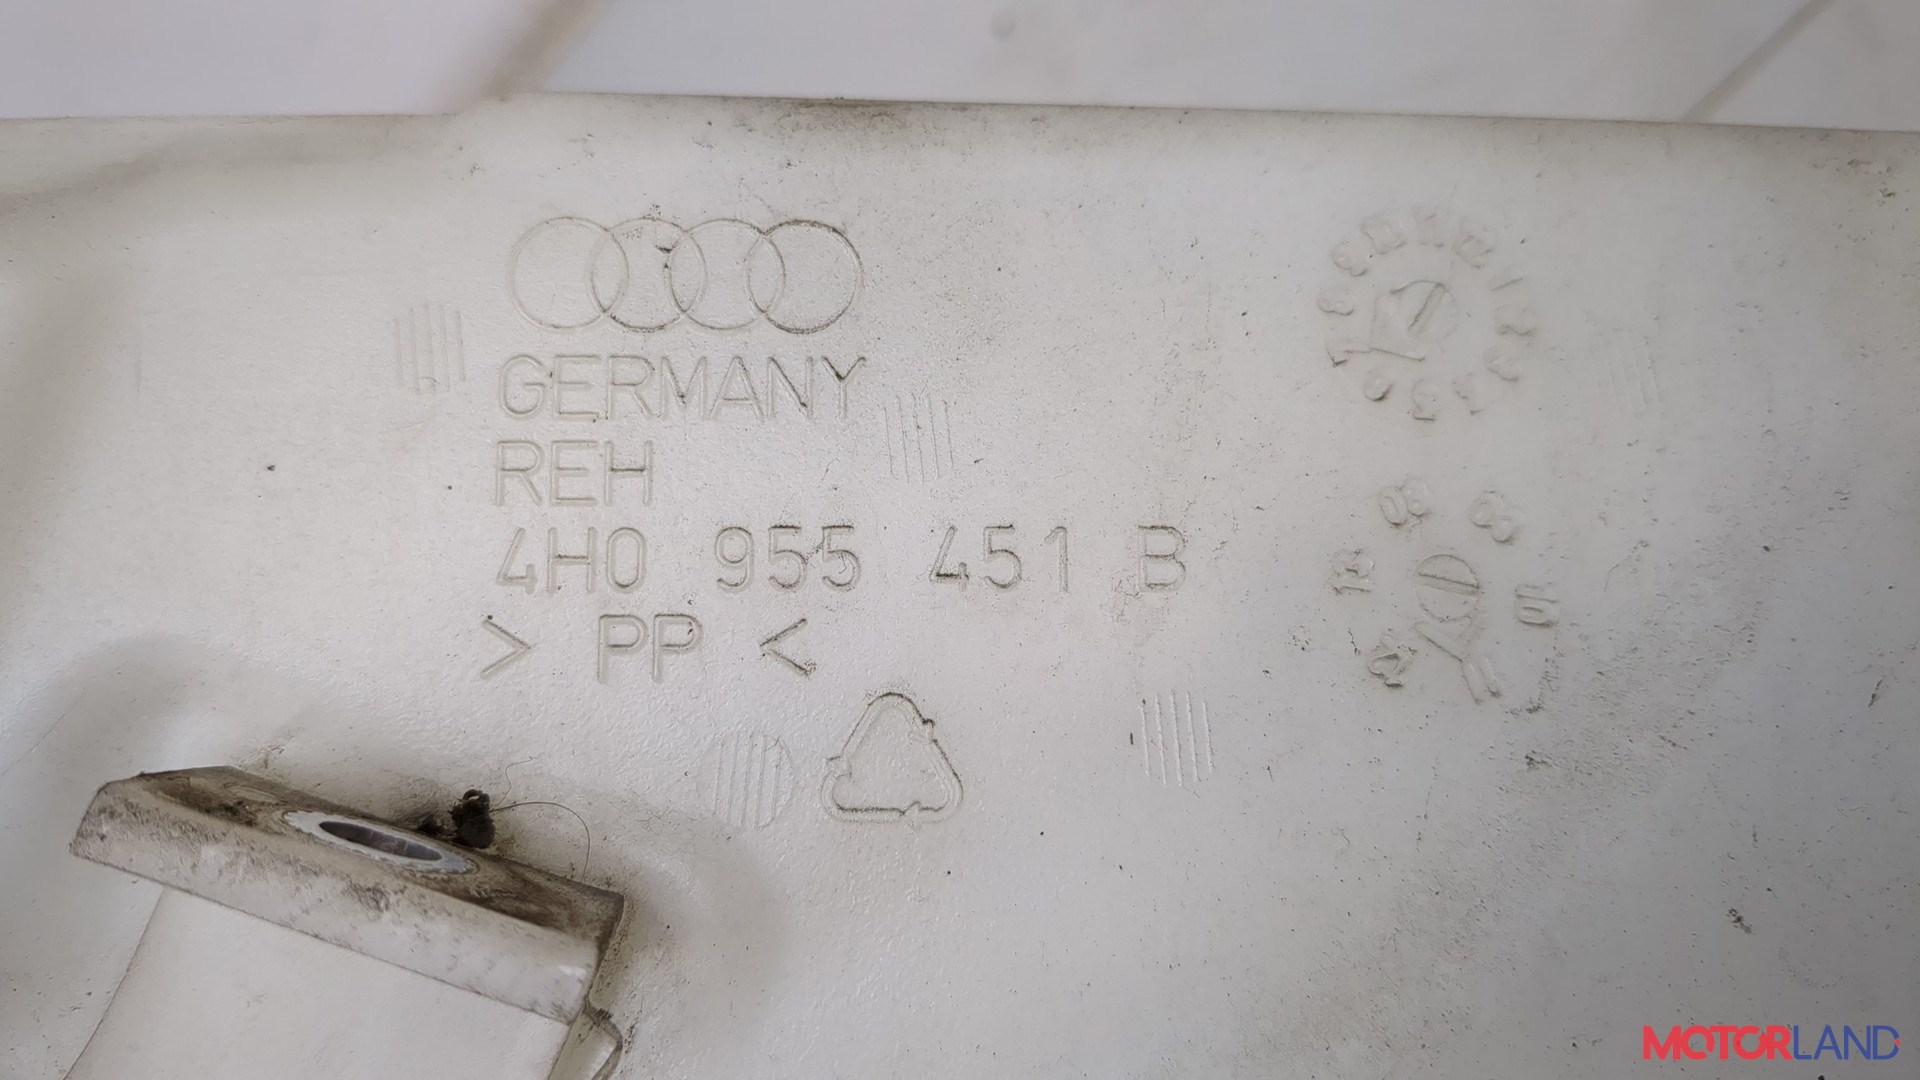 GERMANY
REH
4H0 955 451 B
> PP <
MOTORLAND